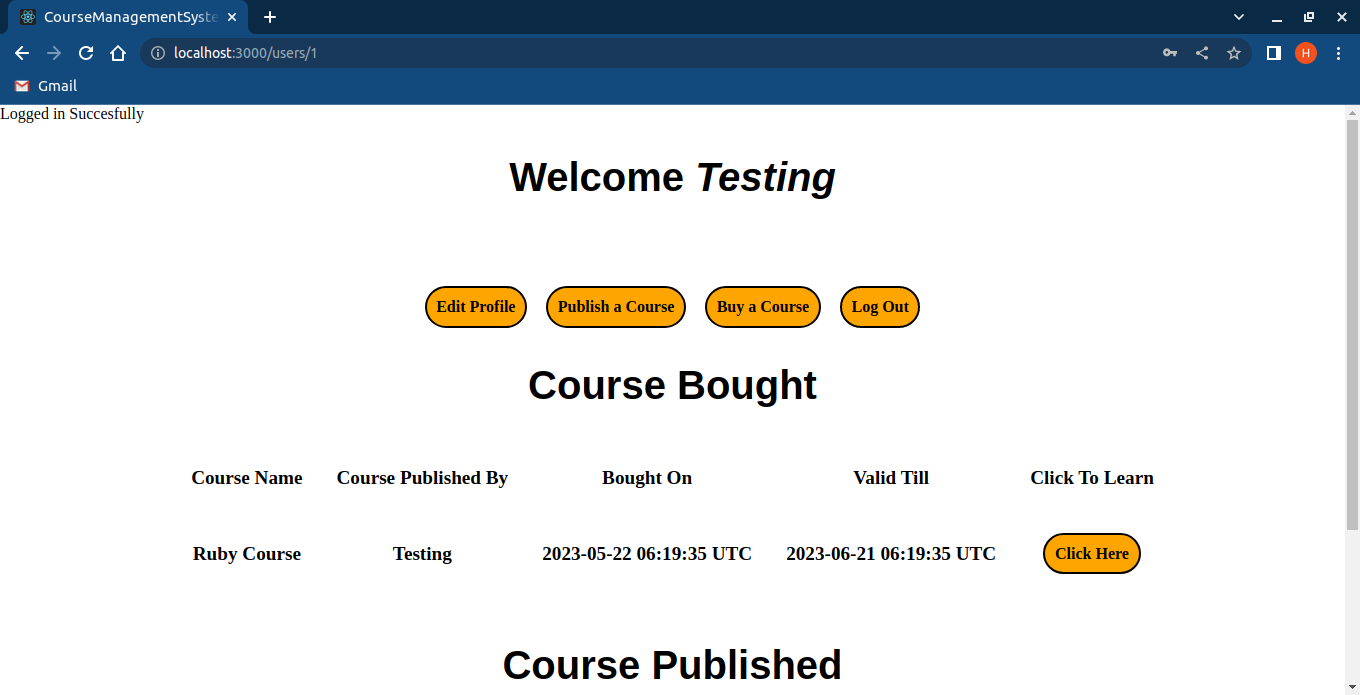 CourseManagementSyste
localhost:3000/users/1
H
Gmail
Logged in Succesfully
Welcome Testing
Edit Profile Publish a Course Buy a Course Log Out
Course Bought
Course Name Course Published By Bought On Valid Till Click To Learn
Ruby Course Testing 2023-05-22 06:19:35 UTC 2023-06-21 06:19:35 UTC Click Here
Course Published